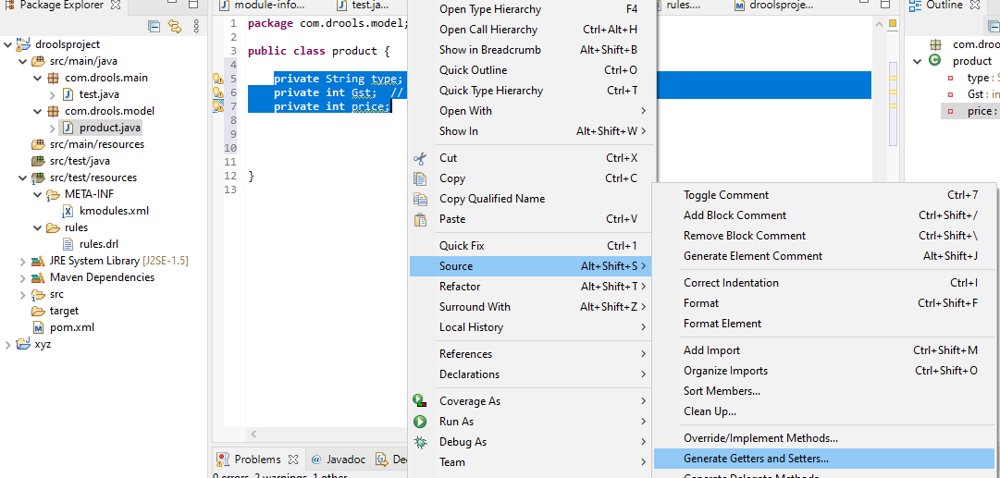 Package Explorer
droolsproject
src/main/java
com.drools.main
test.java
com.drools.model
product.java
src/main/resources
src/test/java
src/test/resources
META-INF
kmodules.xml
rules
rules.drl
JRE System Library [J2SE-1.5]
Maven Dependencies
src
target
pom.xml
xyz
module-info...
test.ja...
rules....
droolsproje...
1 package com.drools.model;
2
3 public class product {
4
5 private String type;
6 private int Gst; //
7 private int price;
8
9
10
11
12 }
13
Problems
Javadoc
0 errors, 2 warnings, 1 other
Open Type Hierarchy F4
Open Call Hierarchy Ctrl+Alt+H
Show in Breadcrumb Alt+Shift+B
Quick Outline Ctrl+O
Quick Type Hierarchy Ctrl+T
Open With
Show In Alt+Shift+W
Cut Ctrl+X
Copy Ctrl+C
Copy Qualified Name
Paste Ctrl+V
Quick Fix Ctrl+1
Source Alt+Shift+S
Refactor Alt+Shift+T
Surround With Alt+Shift+Z
Local History
References
Declarations
Coverage As
Run As
Debug As
Team
Toggle Comment Ctrl+7
Add Block Comment Ctrl+Shift+/
Remove Block Comment Ctrl+Shift+\
Generate Element Comment Alt+Shift+J
Correct Indentation Ctrl+I
Format Ctrl+Shift+F
Format Element
Add Import Ctrl+Shift+M
Organize Imports Ctrl+Shift+O
Sort Members...
Clean Up...
Override/Implement Methods...
Generate Getters and Setters...
Generate Delegate Methods
Outline
com.droo
product
type :
Gst : in
price :